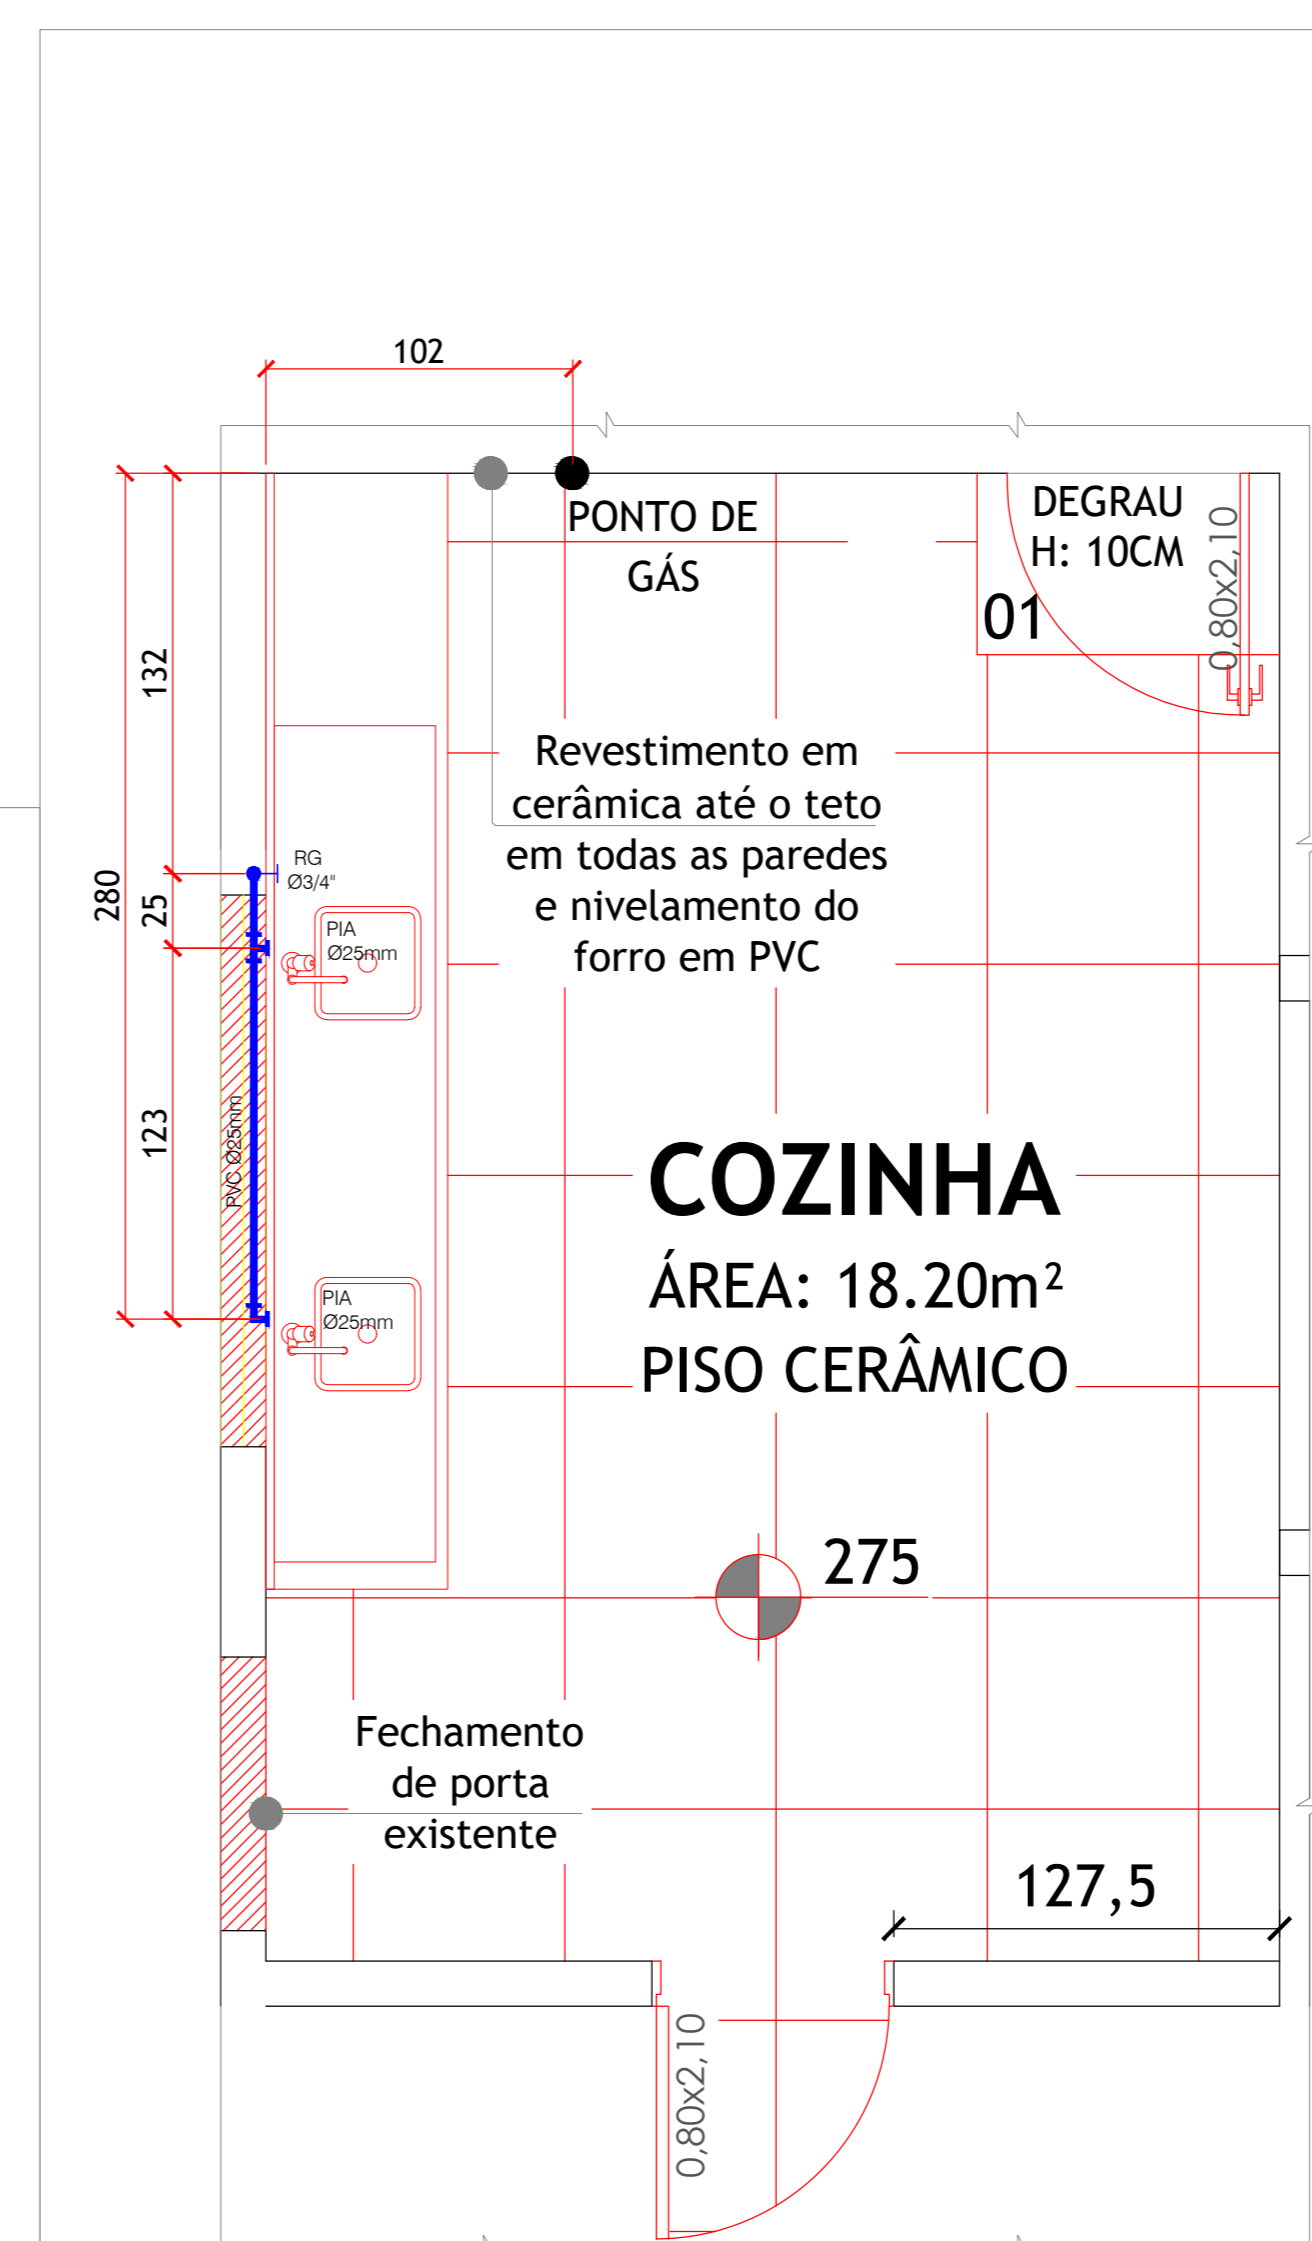 102
PONTO DE
GÁS
DEGRAU
H: 10CM
01
0,80x2,10
132
280
25
123
RG
Ø3/4"
PIA
Ø25mm
PVC Ø25mm
PIA
Ø25mm
Revestimento em
cerâmica até o teto
em todas as paredes
e nivelamento do
forro em PVC
COZINHA
ÁREA: 18.20m²
PISO CERÂMICO
275
Fechamento
de porta
existente
127,5
0,80x2,10